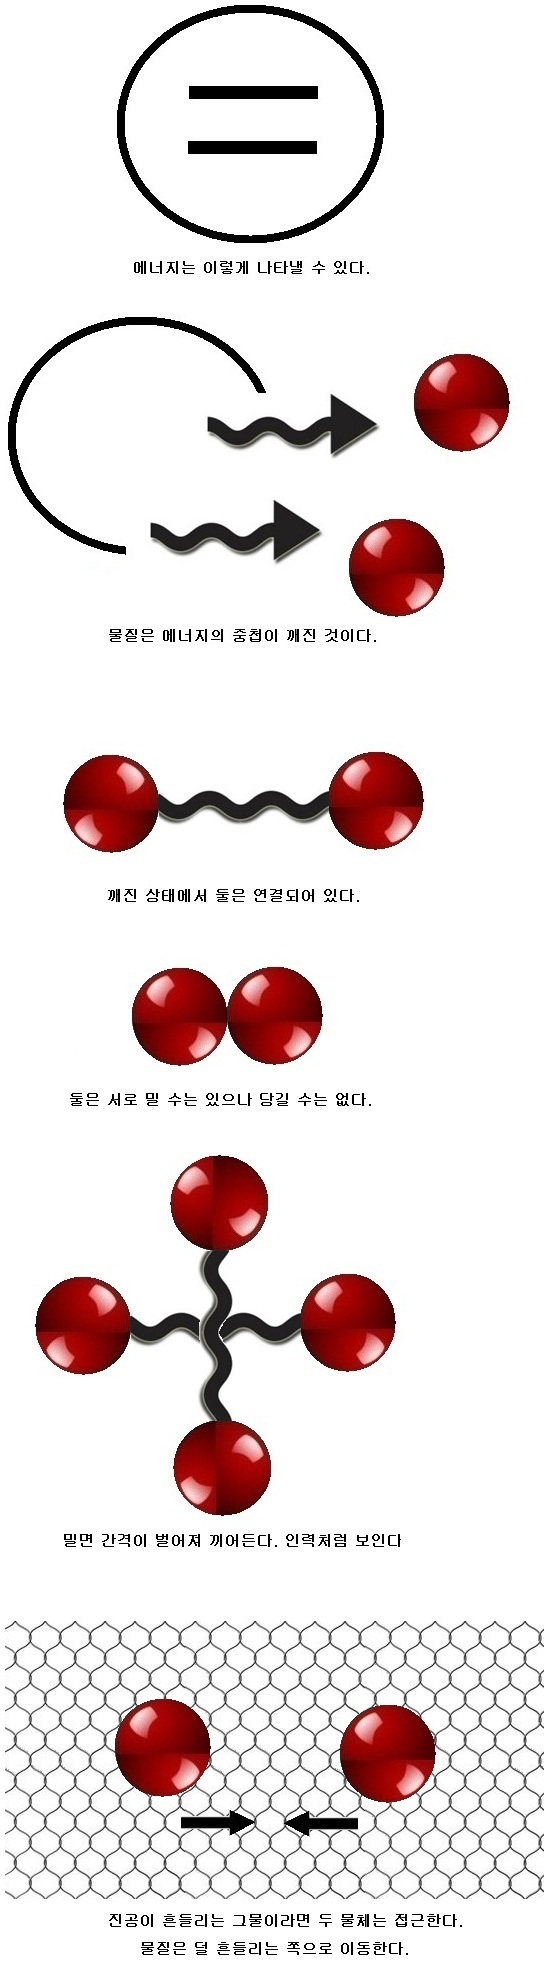 에너지는 이렇게 나타낼 수 있다.
물질은 에너지의 중첩이 깨진 것이다.
깨진 상태에서 둘은 연결되어 있다.
둘은 서로 밀 수는 있으나 당길 수는 없다.
밀면 간격이 벌어져 끼어든다. 인력처럼 보인다
진공이 흔들리는 그물이라면 두 물체는 접근한다.
물질은 덜 흔들리는 쪽으로 이동한다.